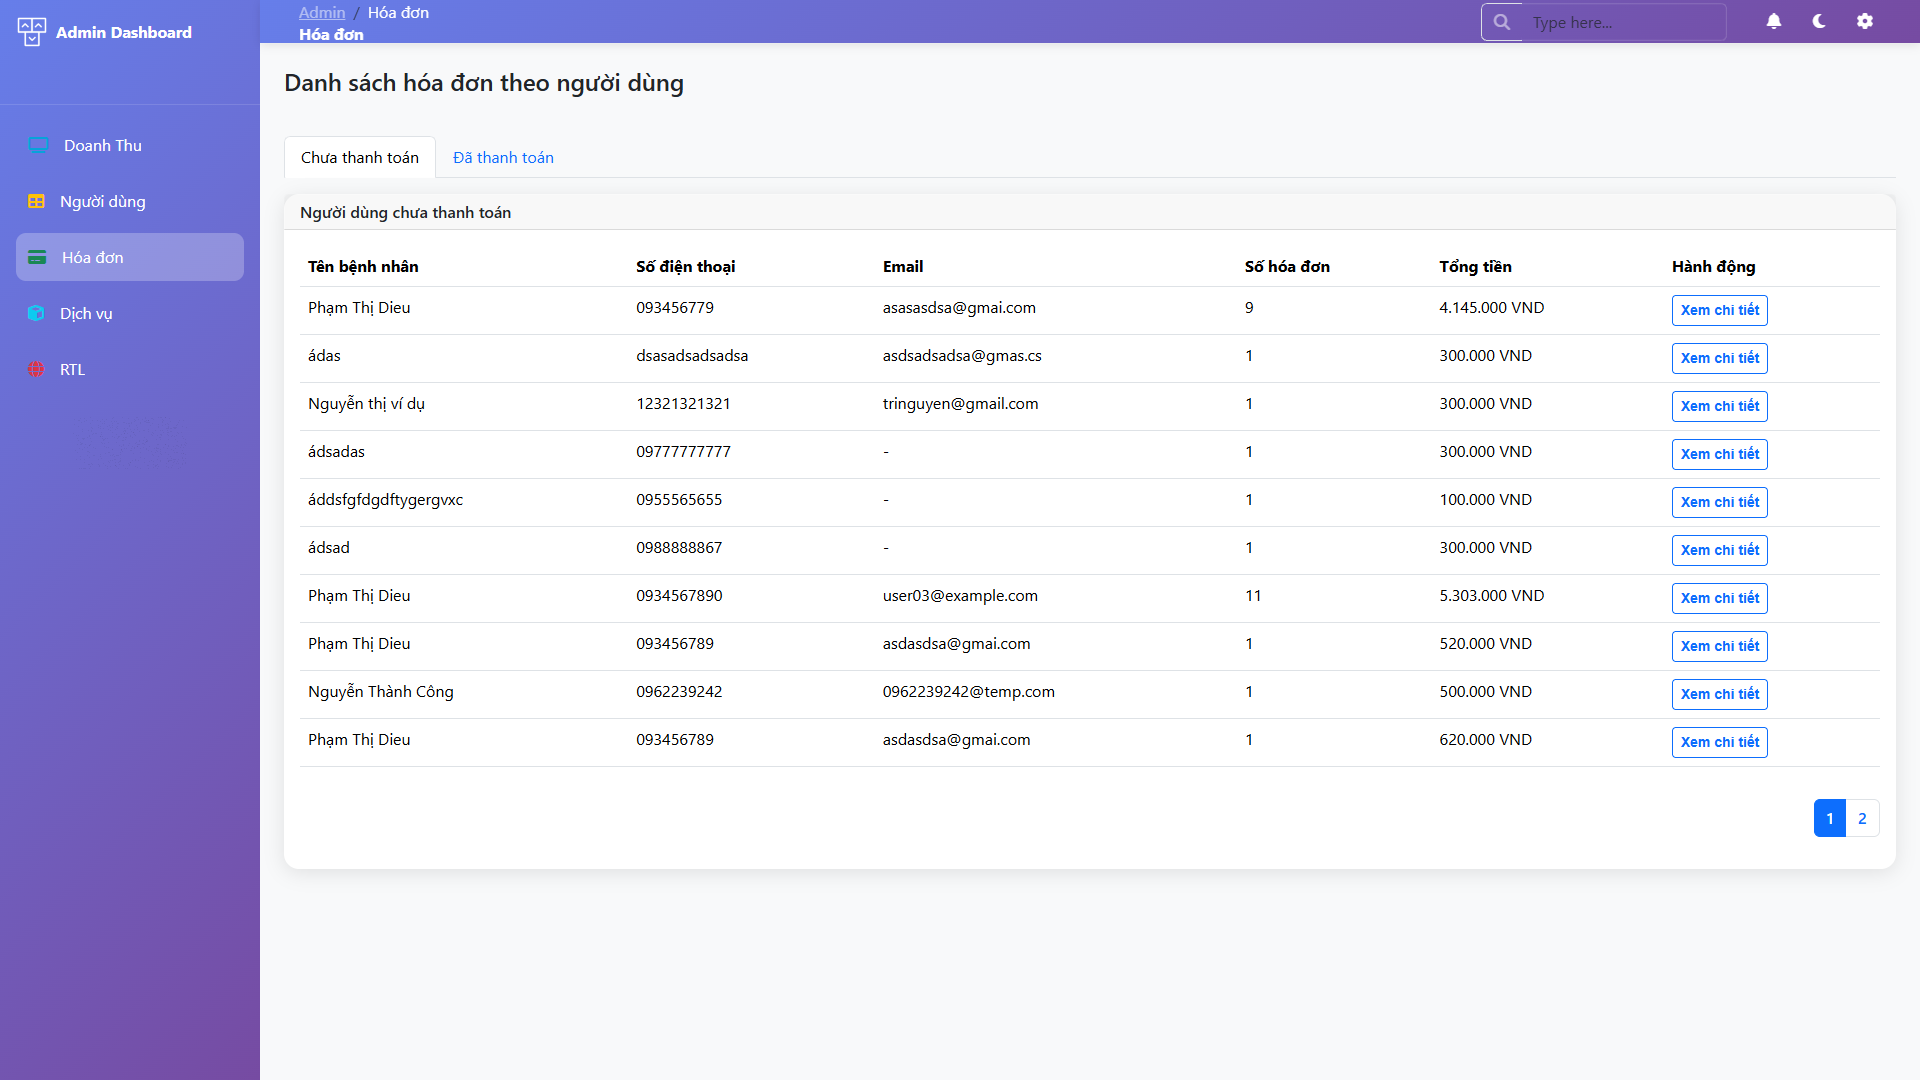 Admin Dashboard
Admin / Hóa đơn
Hóa đơn
Type here...
Doanh Thu
Người dùng
Hóa đơn
Dịch vụ
RTL
Danh sách hóa đơn theo người dùng
Chưa thanh toán Đã thanh toán
Người dùng chưa thanh toán
Tên bệnh nhân Số điện thoại Email Số hóa đơn Tổng tiền Hành động
Phạm Thị Dieu 093456779 asasasdsa@gmai.com 9 4.145.000 VND Xem chi tiết
ádas dsasadsadsadsa asdsadsadsa@gmas.cs 1 300.000 VND Xem chi tiết
Nguyễn thị ví dụ 12321321321 tringuyen@gmail.com 1 300.000 VND Xem chi tiết
ádsadas 09777777777 - 1 300.000 VND Xem chi tiết
áddsfgfdgdftygergvxc 0955565655 - 1 100.000 VND Xem chi tiết
ádsad 0988888867 - 1 300.000 VND Xem chi tiết
Phạm Thị Dieu 0934567890 user03@example.com 11 5.303.000 VND Xem chi tiết
Phạm Thị Dieu 093456789 asdasdsa@gmai.com 1 520.000 VND Xem chi tiết
Nguyễn Thành Công 0962239242 0962239242@temp.com 1 500.000 VND Xem chi tiết
Phạm Thị Dieu 093456789 asdasdsa@gmai.com 1 620.000 VND Xem chi tiết
1 2